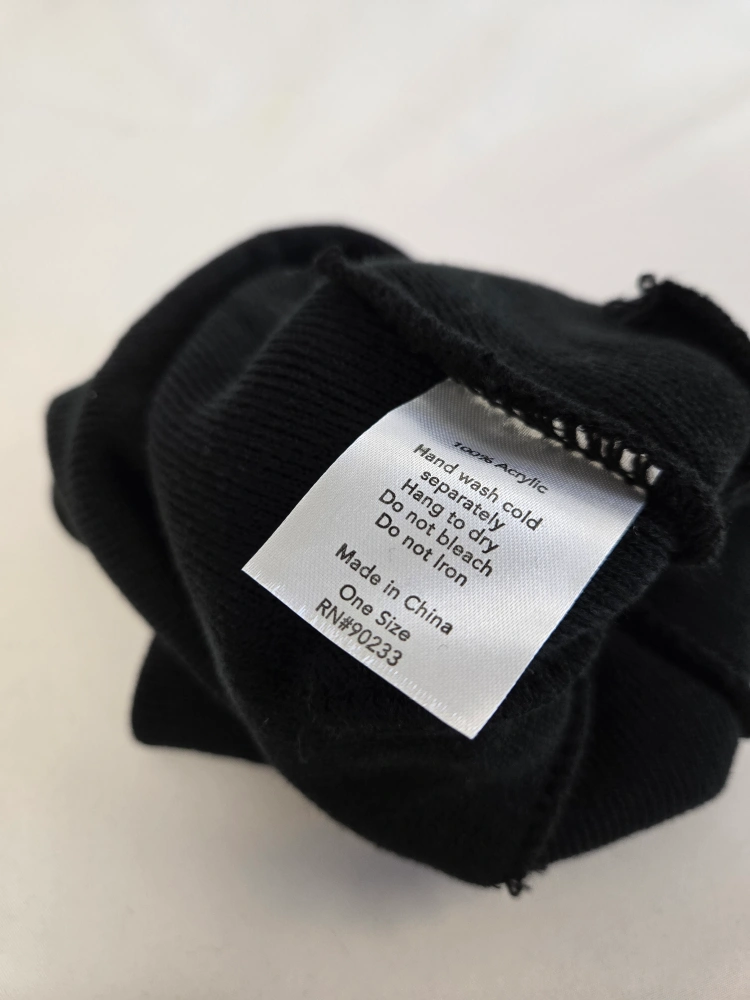 100% Acrylic
Hand wash cold
separately
Hang to dry
Do not bleach
Do not Iron
Made in China
One Size
RN#90233